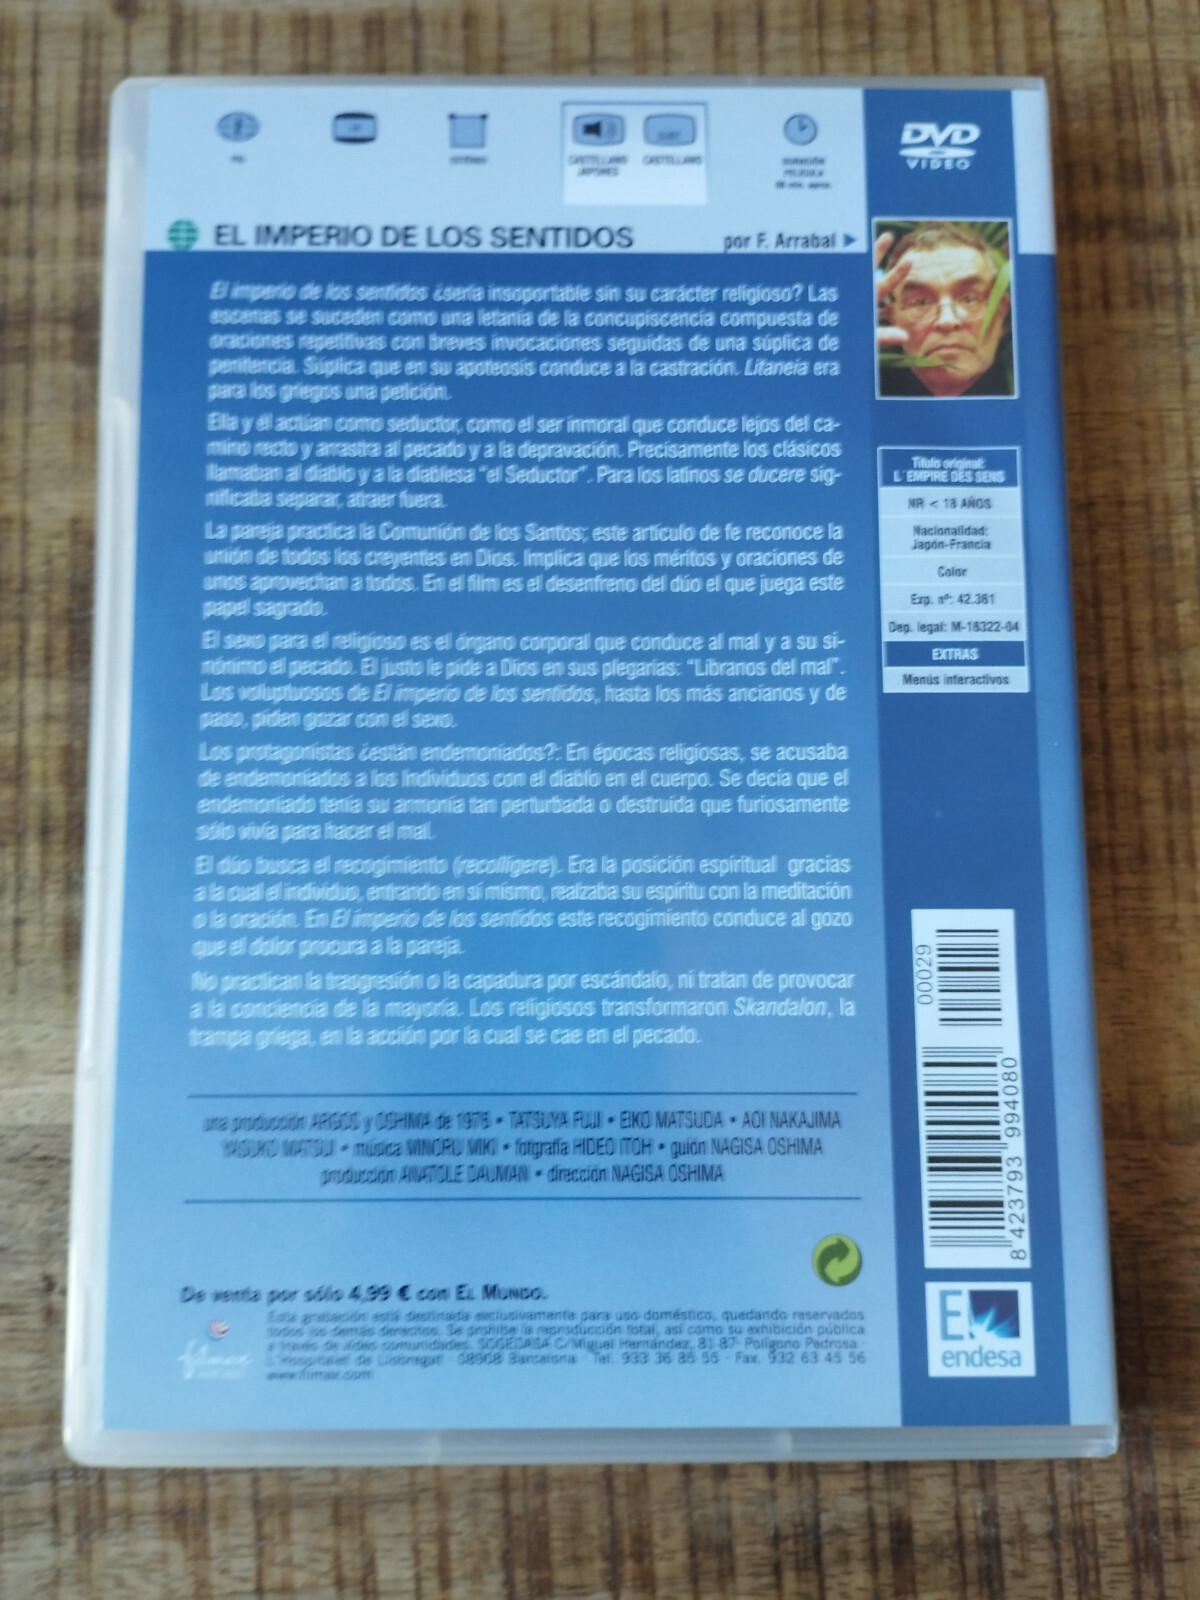 DVD
VIDEO
CASTELLANO
JAPONÉS
CASTELLANO
DURACIÓN
PELÍCULA
EL IMPERIO DE LOS SENTIDOS
por F. Arrabal
El imperio de los sentidos ¿sería insoportable sin su carácter religioso? Las
escenas se suceden como una letanía de la concupiscencia compuesta de
oraciones repetitivas con breves invocaciones seguidas de una súplica de
penitencia. Súplica que en su apoteosis conduce a la castración. Litaneia era
para los griegos una petición.
Ella y él actúan como seductor, como el ser inmoral que conduce lejos del ca-
mino recto y arrastra al pecado y a la depravación. Precisamente los clásicos
llamaban al diablo y a la diablesa "el Seductor". Para los latinos se ducere sig-
nificaba separar, atraer fuera.
La pareja practica la Comunión de los Santos; este artículo de fe reconoce la
unión de todos los creyentes en Dios. Implica que los méritos y oraciones de
unos aprovechan a todos. En el film es el desenfreno del dúo el que juega este
papel sagrado.
El sexo para el religioso es el órgano corporal que conduce al mal y a su si-
nónimo el pecado. El justo le pide a Dios en sus plegarias: "Líbranos del mal".
Los voluptuosos de El imperio de los sentidos, hasta los más ancianos y de
paso, piden gozar con el sexo.
Los protagonistas ¿están endemoniados?: En épocas religiosas, se acusaba
de endemoniados a los individuos con el diablo en el cuerpo. Se decía que el
endemoniado tenía su armonía tan perturbada o destruida que furiosamente
sólo vivía para hacer el mal.
El dúo busca el recogimiento (recolligere). Era la posición espiritual gracias
a la cual el individuo, entrando en sí mismo, realzaba su espíritu con la meditación
o la oración. En El imperio de los sentidos este recogimiento conduce al gozo
que el dolor procura a la pareja.
No practican la trasgresión o la capadura por escándalo, ni tratan de provocar
a la conciencia de la mayoría. Los religiosos transformaron Skandalon, la
trampa griega, en la acción por la cual se cae en el pecado.
una producción ARGOS y OSHIMA de 1976 • TATSUYA FUJI • EIKO MATSUDA • AOI NAKAJIMA
YASUKO MATSUI • música MINORU MIKI • fotografía HIDEO ITOH • guión NAGISA OSHIMA
producción ANATOLE DAUMAN • dirección NAGISA OSHIMA
De venta por sólo 4,99 € con EL MUNDO.
Esta grabación está destinada exclusivamente para uso doméstico, quedando reservados
todos los demás derechos. Se prohíbe la reproducción total, así como su exhibición pública
a través de vídeo comunidades. SOGEDASA C/Miguel Hernández, 81-87· Polígono Pedrosa ·
L'Hospitalet de Llobregat · 08908 Barcelona · Tel. 933 36 85 55 · Fax. 932 63 45 56
www.filmax.com
filmax
Título original:
L´EMPIRE DES SENS
NR < 18 AÑOS
Nacionalidad:
Japón-Francia
Color
Exp. nº: 42.361
Dep. legal: M-16322-04
EXTRAS
Menús interactivos
00029
8 423793 994080
E.
endesa